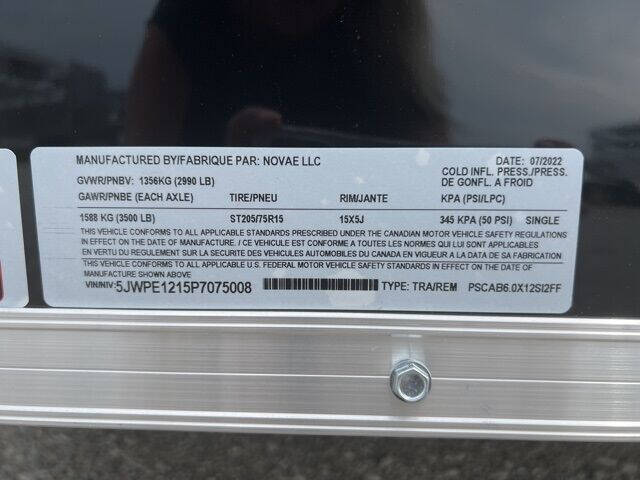 MANUFACTURED BY/FABRIQUE PAR: NOVAE LLC DATE: 07/2022
GVWR/PNBV: 1356KG (2990 LB) COLD INFL. PRESS./PRESS. DE GONFL. A FROID
GAWR/PNBE (EACH AXLE) TIRE/PNEU RIM/JANTE KPA (PSI/LPC)
1588 KG (3500 LB) ST205/75R15 15X5J 345 KPA (50 PSI) SINGLE
THIS VEHICLE CONFORMS TO ALL APPLICABLE STANDARDS PRESCRIBED UNDER THE CANADIAN MOTOR VEHICLE SAFETY REGULATIONS
IN EFFECT ON THE DATE OF MANUFACTURE. / CE VEHICULE EST CONFORME A TOUTES LES NORMES QUI LUI SONT APPLICABLES
EN VERTU DU REGLEMENT SUR LA SECURITE DES VEHICULES AUTOMOBILES DU CANADA EN VIGUEUR A LA DATE DE SA FABRICATION
THIS VEHICLE CONFORMS TO ALL APPLICABLE U.S. FEDERAL MOTOR VEHICLE SAFETY STANDARDS IN EFFECT ON THE DATE OF
MANUFACTURE SHOWN ABOVE.
VIN/NIV: 5JWPE1215P7075008 TYPE: TRA/REM PSCAB6.0X12SI2FF